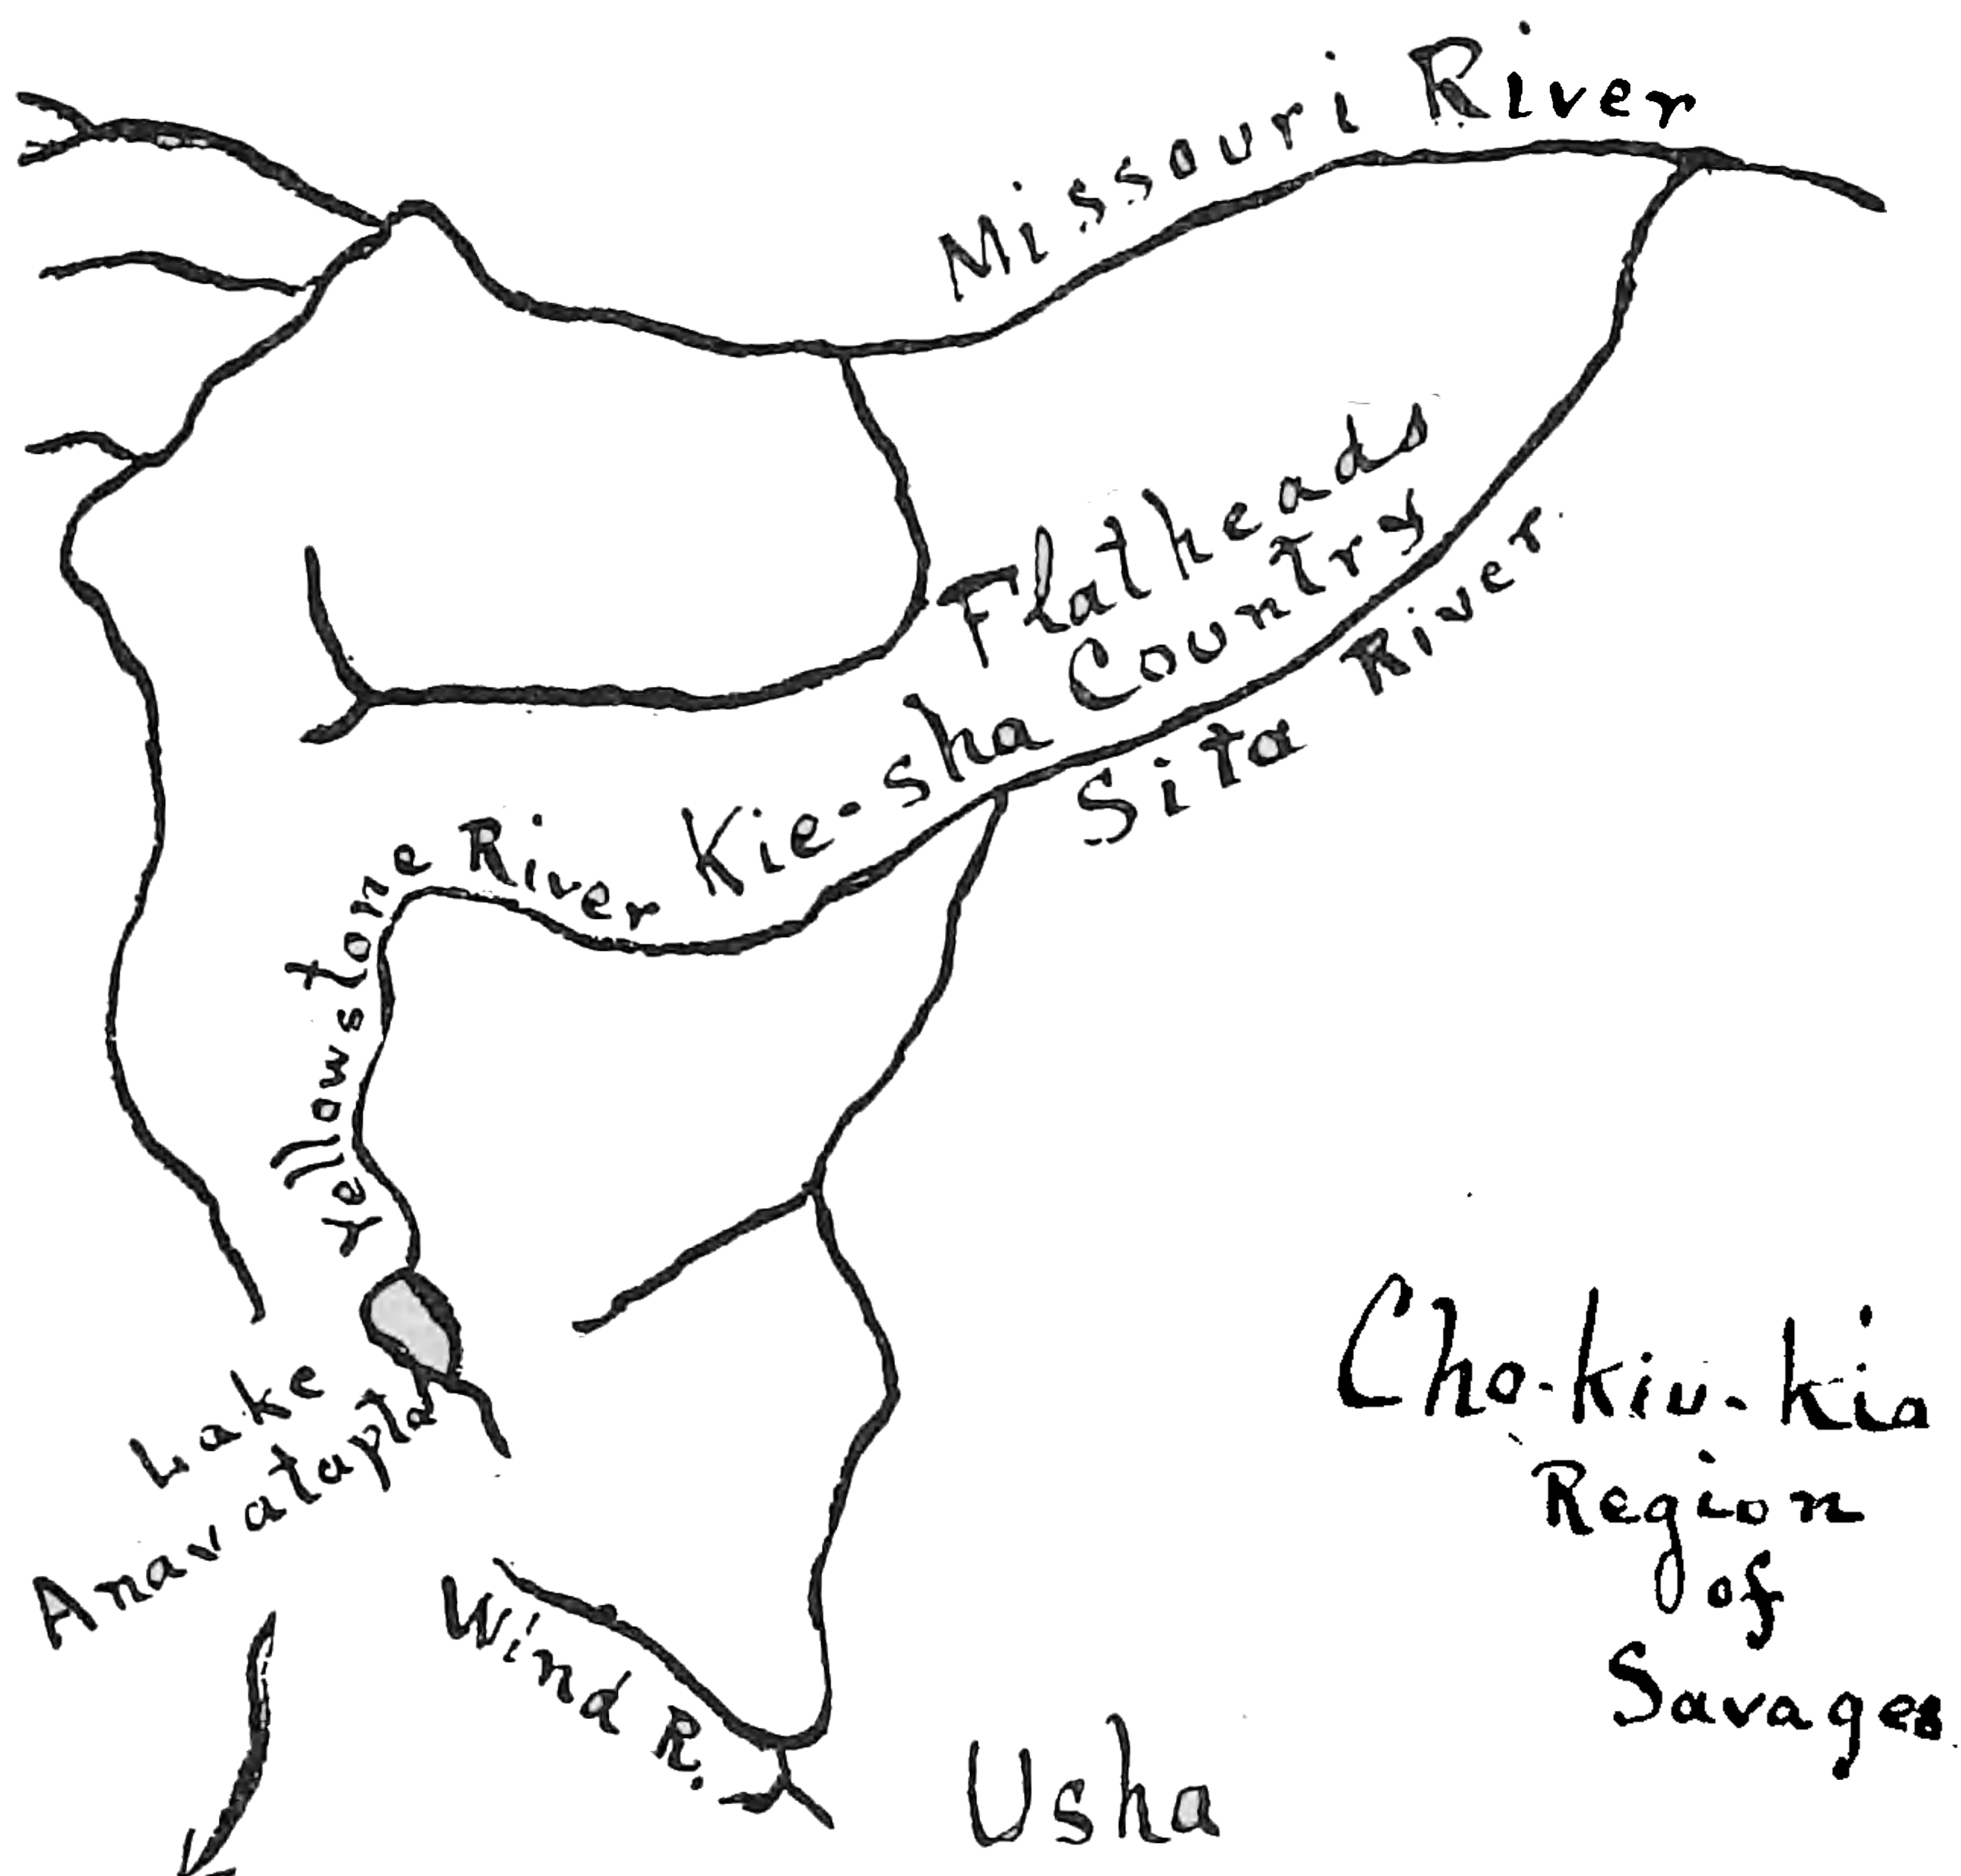 Missouri River
Flatheads
Kie-sha Country
Sita River
Yellowstone River
Lake
Anavatapta
Wind R.
Usha
Cho-kiu-kia
Region
of
Savages